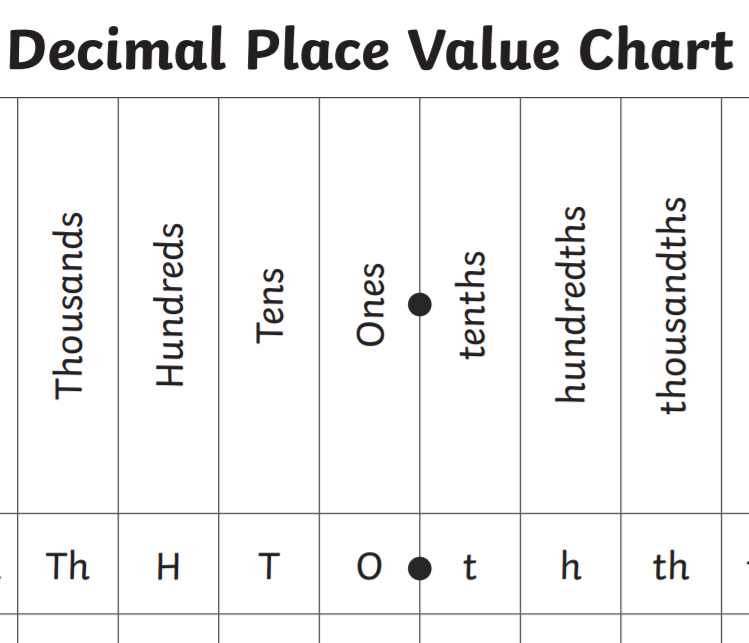 Decimal Place Value Chart
Thousands Hundreds Tens Ones tenths hundredths thousandths
Th H T O t h th